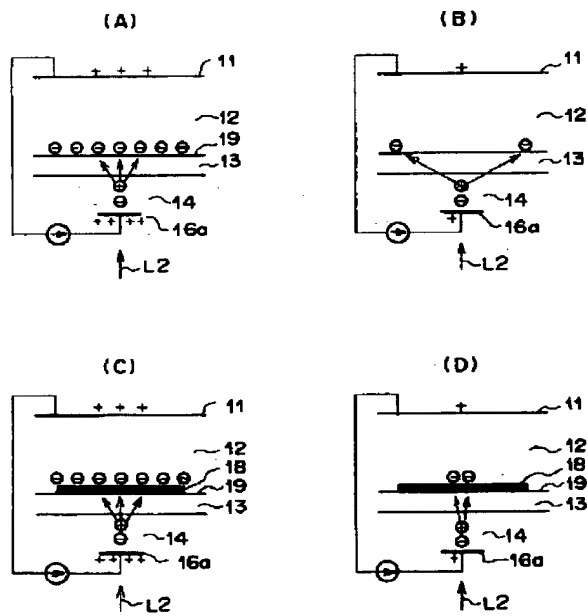 (A)
+ + +
11
12
⊖ ⊖ ⊖ ⊖ ⊖ ⊖ ⊖
19
13
⊕
⊖
14
+ + + +
16a
L2
(B)
+
11
12
⊖ ⊖
13
⊕
⊖
14
+
16a
L2
(C)
+ + +
11
12
⊖ ⊖ ⊖ ⊖ ⊖ ⊖ ⊖
18
19
13
⊕
⊖
14
+ + + +
16a
L2
(D)
+
11
12
⊖ ⊖
18
19
13
⊕
⊖
14
+
16a
L2